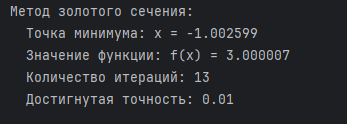 Метод золотого сечения:
Точка минимума: x = -1.002599
Значение функции: f(x) = 3.000007
Количество итераций: 13
Достигнутая точность: 0.01